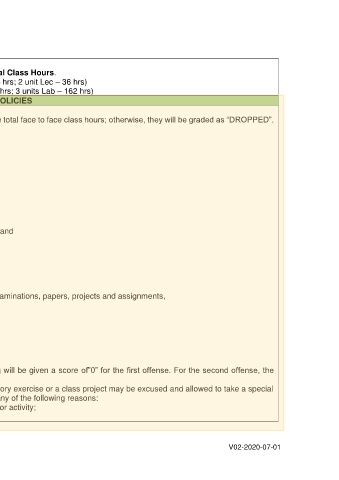 al Class Hours.
hrs; 2 unit Lec – 36 hrs)
hrs; 3 units Lab – 162 hrs)
OLICIES
total face to face class hours; otherwise, they will be graded as “DROPPED”.
and
aminations, papers, projects and assignments,
g will be given a score of“0” for the first offense. For the second offense, the
ory exercise or a class project may be excused and allowed to take a special
any of the following reasons:
or activity;
V02-2020-07-01